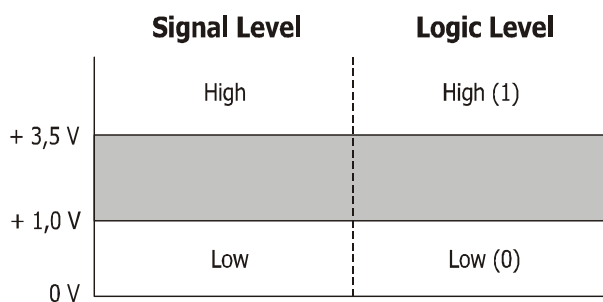 Signal Level Logic Level
High High (1)
+ 3,5 V
+ 1,0 V
Low Low (0)
0 V